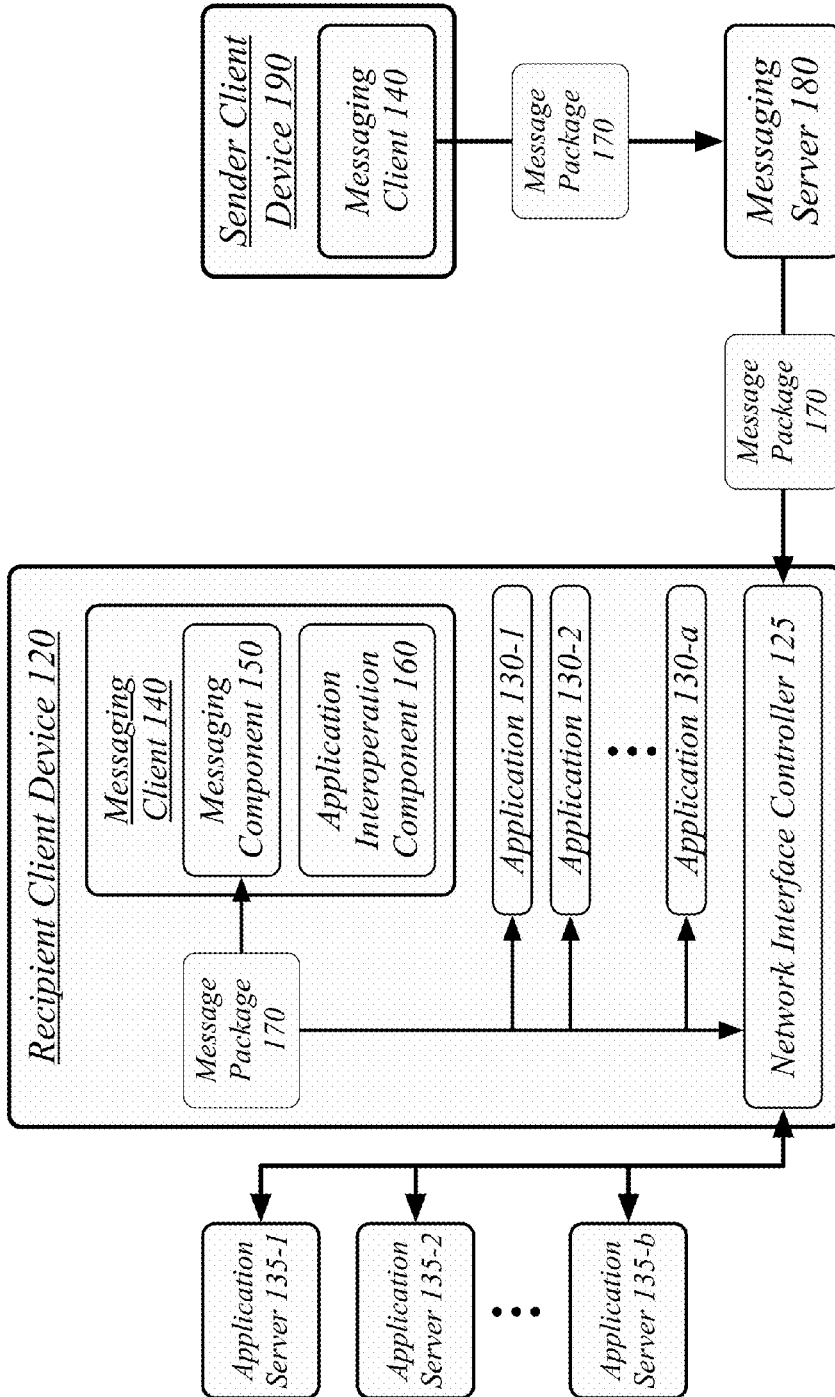 Recipient Client Device 120
Messaging
Client 140
Messaging
Component 150
Application
Interoperation
Component 160
Message
Package
170
Application 130-1
Application 130-2
Application 130-a
Network Interface Controller 125
Application
Server 135-1
Application
Server 135-2
Application
Server 135-b
Sender Client
Device 190
Messaging
Client 140
Message
Package
170
Messaging
Server 180
Message
Package
170